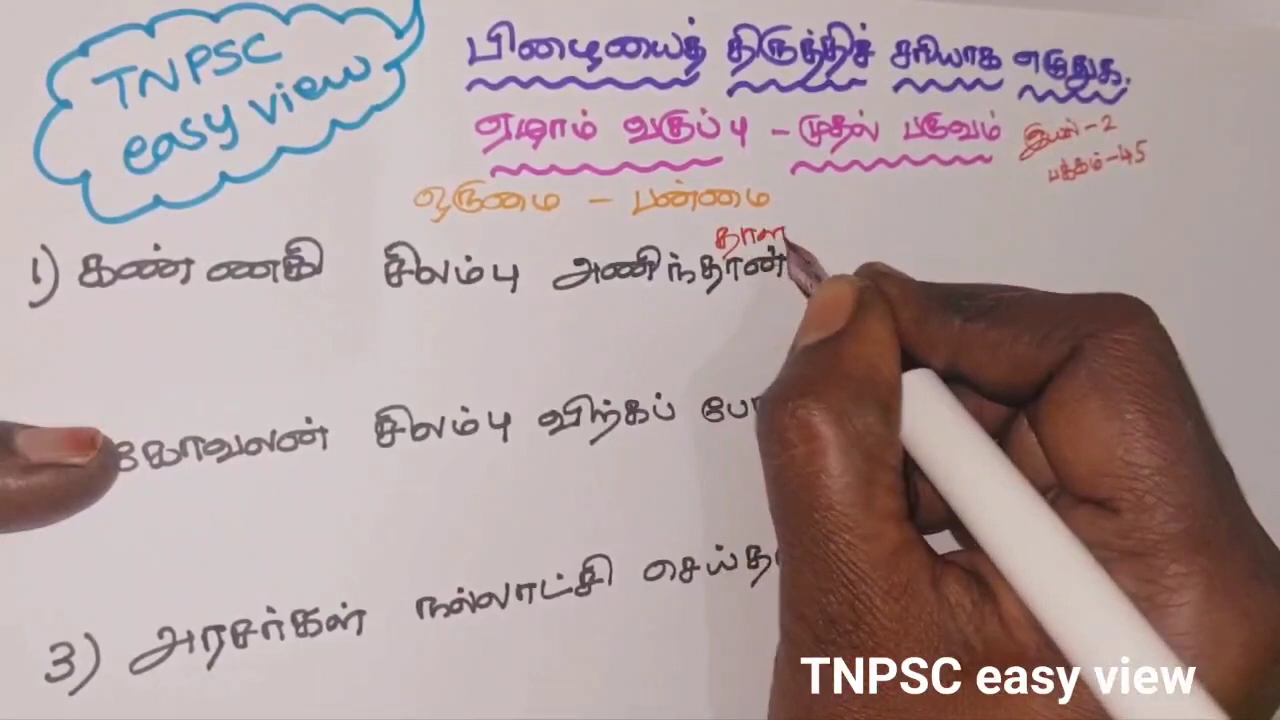 TNPSC
easy view
பிழையைத் திருத்திச் சரியாக எழுதுக.
ஏழாம் வகுப்பு - முதல் பருவம் இயல்-2
பக்கம்-45
ஒருமை - பன்மை
1) கண்ணகி சிலம்பு அணிந்தான்
கோவலன் சிலம்பு விற்கப்
3) அரசர்கள் நல்லாட்சி
TNPSC easy view